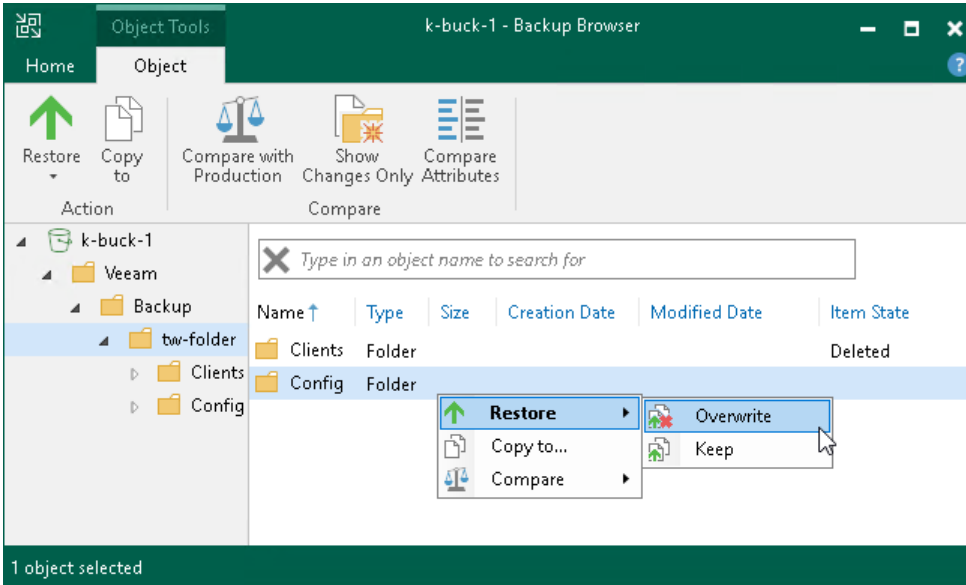 Object Tools
k-buck-1 - Backup Browser
Home
Object
?
Restore
Copy to
Compare with Production
Show Changes Only
Compare Attributes
Action
Compare
k-buck-1
Veeam
Backup
tw-folder
Clients
Config
Type in an object name to search for
Name Type Size Creation Date Modified Date Item State
Clients Folder Deleted
Config Folder
Restore
Copy to...
Compare
Overwrite
Keep
1 object selected